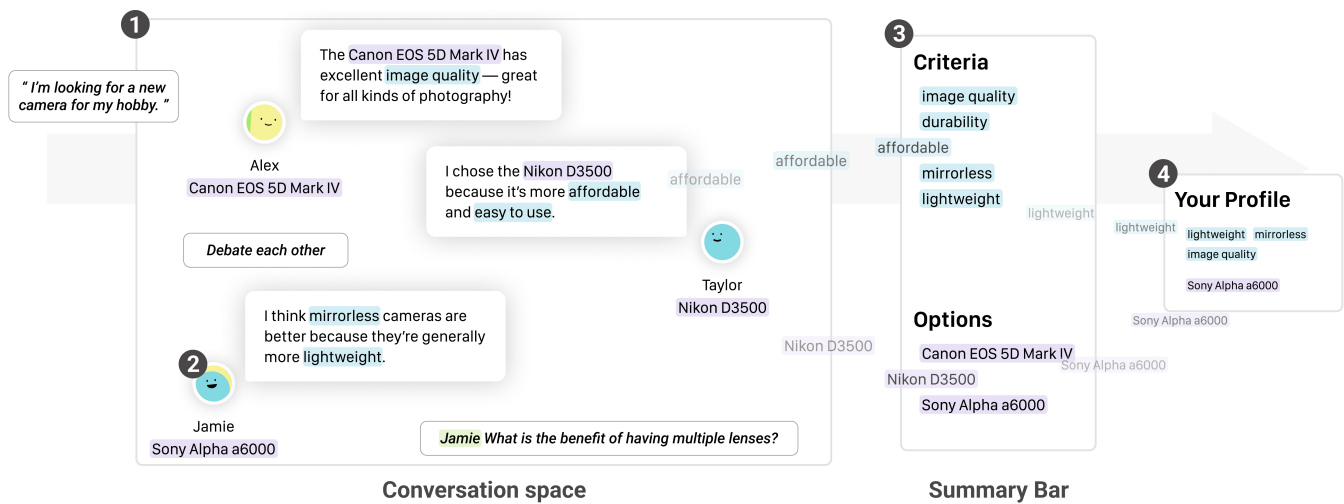 1
“ I’m looking for a new
camera for my hobby. ”
The Canon EOS 5D Mark IV has
excellent image quality — great
for all kinds of photography!
Alex
Canon EOS 5D Mark IV
I chose the Nikon D3500
because it’s more affordable
and easy to use.
affordable
affordable
affordable
Taylor
Nikon D3500
Debate each other
I think mirrorless cameras are
better because they’re generally
more lightweight.
2
Jamie
Sony Alpha a6000
Nikon D3500
Jamie What is the benefit of having multiple lenses?
Conversation space
3
Criteria
image quality
durability
mirrorless
lightweight
lightweight
lightweight
Options
Canon EOS 5D Mark IV
Nikon D3500
Sony Alpha a6000
Sony Alpha a6000
Sony Alpha a6000
Summary Bar
4
Your Profile
lightweight mirrorless
image quality
Sony Alpha a6000